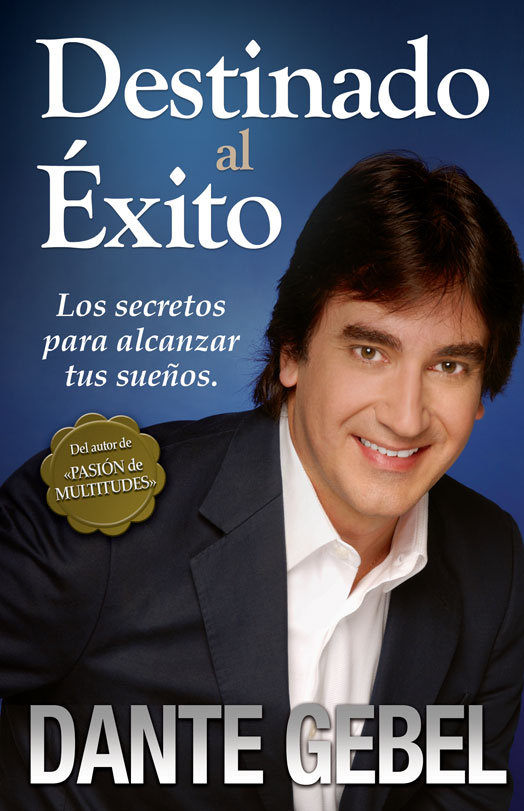 Destinado
al
Éxito
Los secretos
para alcanzar
tus sueños.
Del autor de
«PASIÓN de
MULTITUDES»
DANTE GEBEL